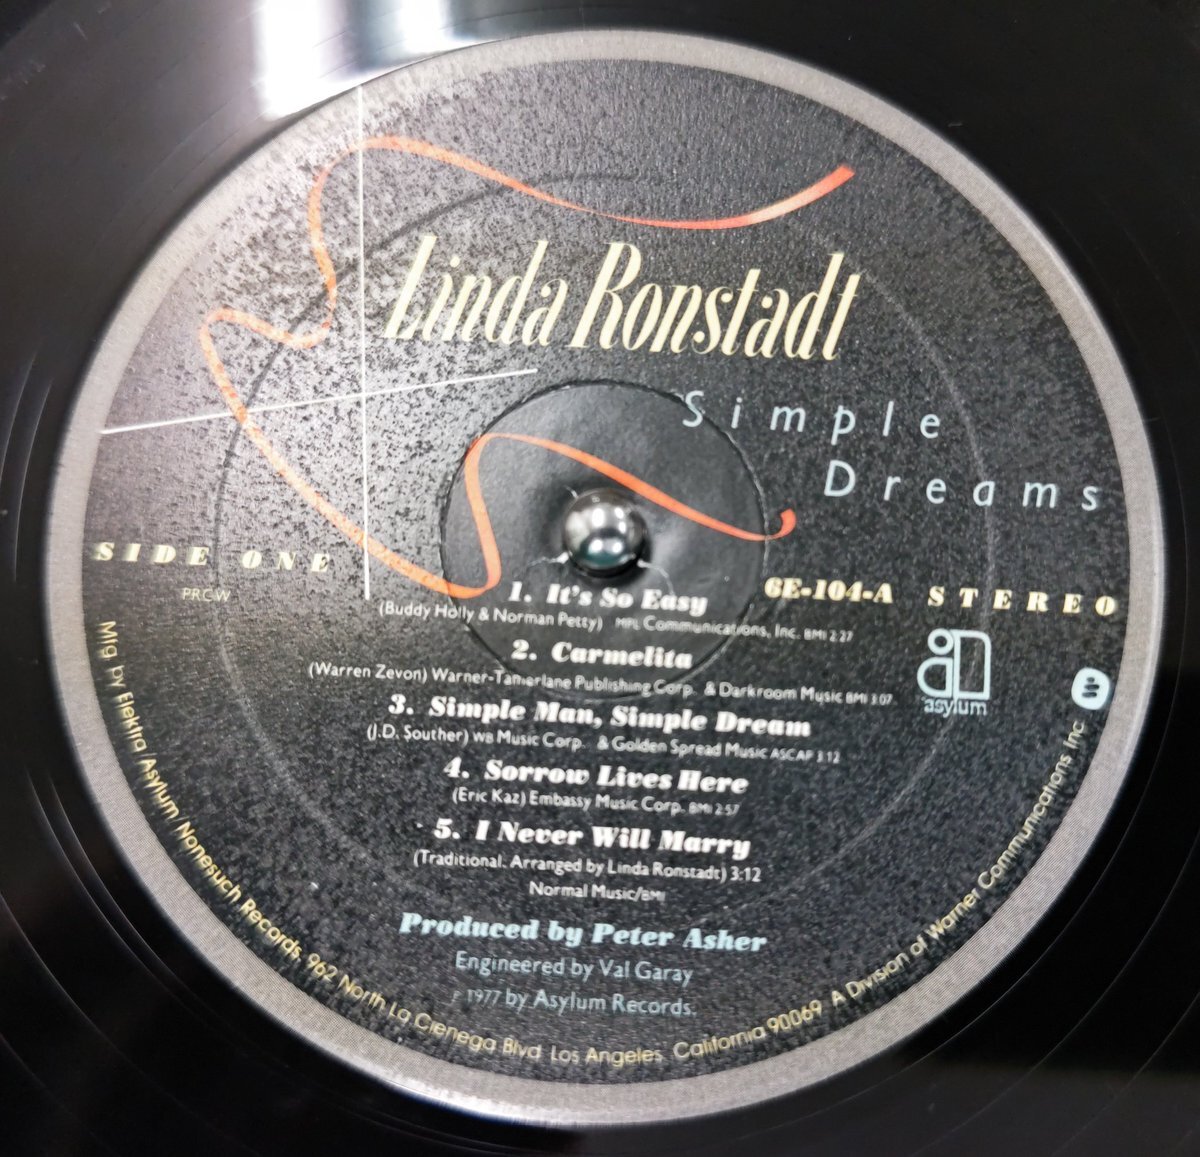 Linda Ronstadt
Simple
Dreams
SIDE ONE
PRCW
6E-104-A STEREO
asylum
1. It's So Easy
(Buddy Holly & Norman Petty) MPL Communications, Inc. BMI 2:27
2. Carmelita
(Warren Zevon) Warner-Tamerlane Publishing Corp. & Darkroom Music BMI 3:07
3. Simple Man, Simple Dream
(J.D. Souther) WB Music Corp. & Golden Spread Music ASCAP 3:12
4. Sorrow Lives Here
(Eric Kaz) Embassy Music Corp. BMI 2:57
5. I Never Will Marry
(Traditional. Arranged by Linda Ronstadt) 3:12
Normal Music/BMI
Produced by Peter Asher
Engineered by Val Garay
℗ 1977 by Asylum Records.
Mfg by Elektra/Asylum/Nonesuch Records, 962 North La Cienega Blvd Los Angeles California 90069 A Division of Warner Communications Inc